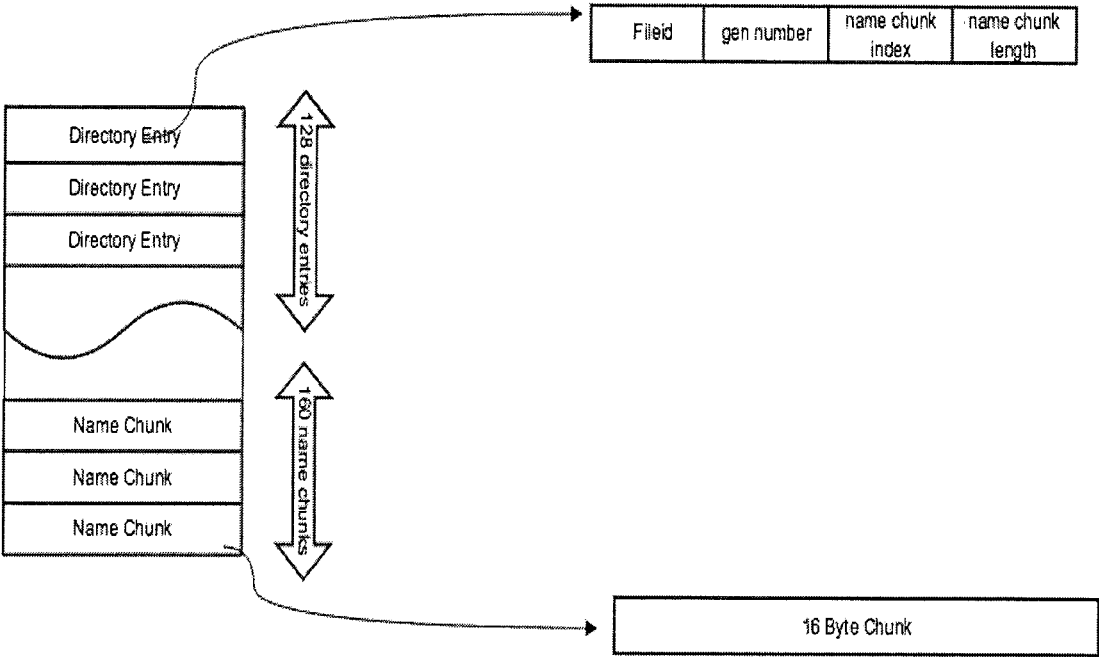 Fileid
gen number
name chunk
index
name chunk
length
Directory Entry
Directory Entry
Directory Entry
128 directory entries
Name Chunk
Name Chunk
Name Chunk
160 name chunks
16 Byte Chunk